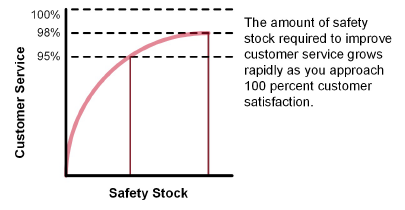 100%
98%
95%
Customer Service
Safety Stock
The amount of safety
stock required to improve
customer service grows
rapidly as you approach
100 percent customer
satisfaction.